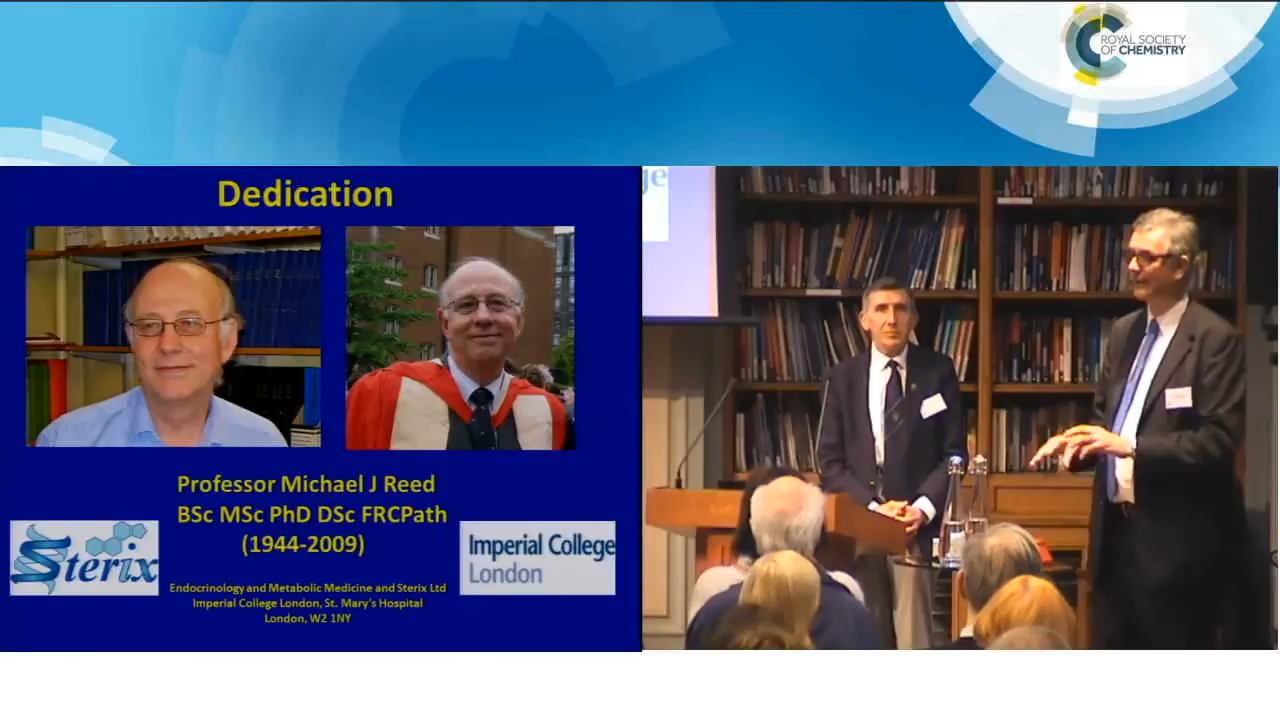 ROYAL SOCIETY
OF CHEMISTRY
Dedication
Professor Michael J Reed
BSc MSc PhD DSc FRCPath
(1944-2009)
Sterix
Imperial College
London
Endocrinology and Metabolic Medicine and Sterix Ltd
Imperial College London, St. Mary's Hospital
London, W2 1NY
ge